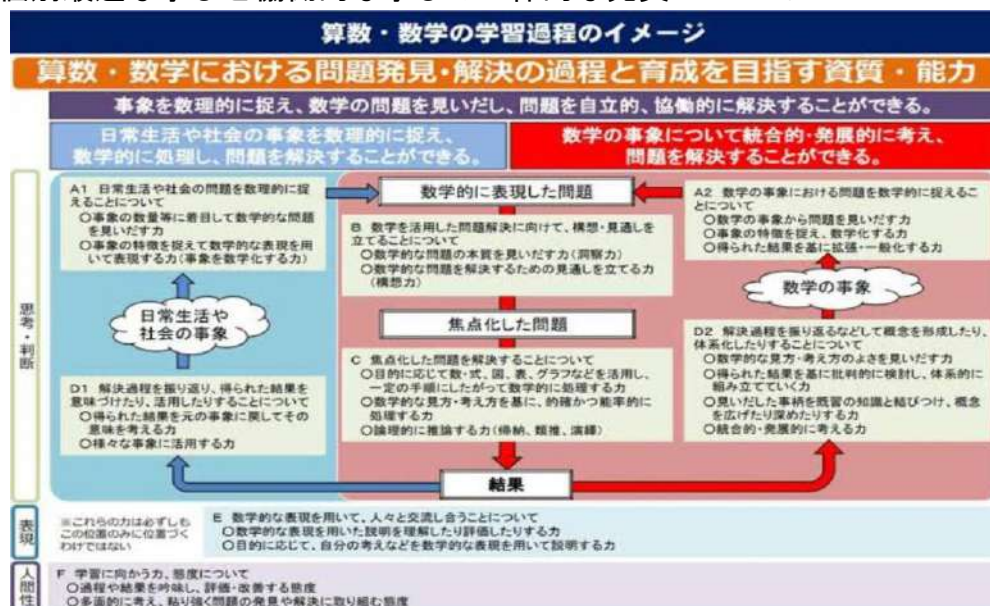 算数・数学の学習過程のイメージ
算数・数学における問題発見・解決の過程と育成を目指す資質・能力
事象を数理的に捉え、数学の問題を見いだし、問題を自立的、協働的に解決することができる。
日常生活や社会の事象を数理的に捉え、
数学的に処理し、問題を解決することができる。
数学の事象について統合的・発展的に考え、
問題を解決することができる。
思考・判断
A1 日常生活や社会の問題を数理的に捉
えることについて
○事象の数量等に着目して数学的な問題
を見いだす力
○事象の特徴を捉えて数学的な表現を用
いて表現する力(事象を数学化する力)
日常生活や
社会の事象
D1 解決過程を振り返り、得られた結果を
意味づけたり、活用したりすることについて
○得られた結果を元の事象に戻してその
意味を考える力
○様々な事象に活用する力
数学的に表現した問題
B 数学を活用した問題解決に向けて、構想・見通しを
立てることについて
○数学的な問題の本質を見いだす力(洞察力)
○数学的な問題を解決するための見通しを立てる力
(構想力)
焦点化した問題
C 焦点化した問題を解決することについて
○目的に応じて数・式、図、表、グラフなどを活用し、
一定の手順にしたがって数学的に処理する力
○数学的な見方・考え方を基に、的確かつ能率的に
処理する力
○論理的に推論する力(帰納、類推、演繹)
結果
A2 数学の事象における問題を数学的に捉えるこ
とについて
○数学の事象から問題を見いだす力
○事象の特徴を捉え、数学化する力
○得られた結果を基に拡張・一般化する力
数学の事象
D2 解決過程を振り返るなどして概念を形成したり、
体系化したりすることについて
○数学的な見方・考え方のよさを見いだす力
○得られた結果を基に批判的に検討し、体系的に
組み立てていく力
○見いだした事柄を既習の知識と結びつけ、概念
を広げたり深めたりする力
○統合的・発展的に考える力
表現
※これらの力は必ずしも
この位置のみに位置づく
わけではない
E 数学的な表現を用いて、人々と交流し合うことについて
○数学的な表現を用いた説明を理解したり評価したりする力
○目的に応じて、自分の考えなどを数学的な表現を用いて説明する力
人間性
F 学習に向かう力、態度について
○過程や結果を吟味し、評価・改善する態度
○多面的に考え、粘り強く問題の発見や解決に取り組む態度